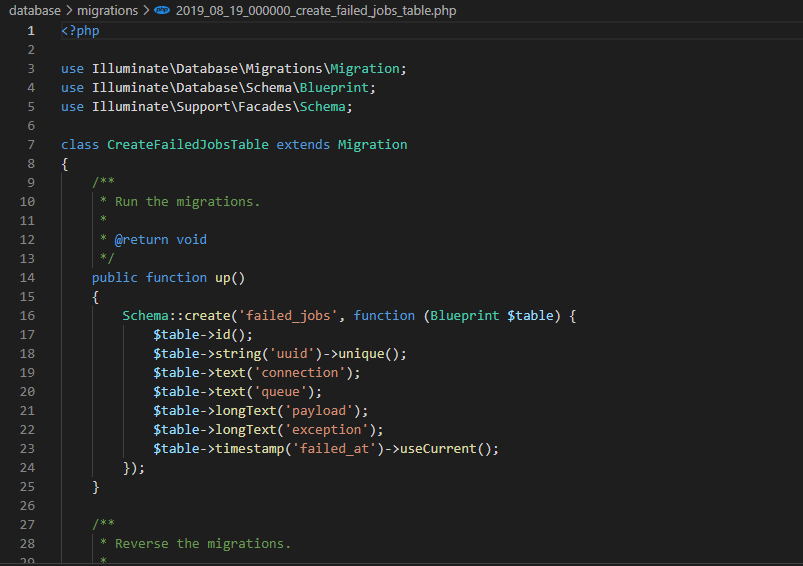 database > migrations > php 2019_08_19_000000_create_failed_jobs_table.php
1 <?php
2
3 use Illuminate\Database\Migrations\Migration;
4 use Illuminate\Database\Schema\Blueprint;
5 use Illuminate\Support\Facades\Schema;
6
7 class CreateFailedJobsTable extends Migration
8 {
9     /**
10      * Run the migrations.
11      *
12      * @return void
13      */
14     public function up()
15     {
16         Schema::create('failed_jobs', function (Blueprint $table) {
17             $table->id();
18             $table->string('uuid')->unique();
19             $table->text('connection');
20             $table->text('queue');
21             $table->longText('payload');
22             $table->longText('exception');
23             $table->timestamp('failed_at')->useCurrent();
24         });
25     }
26
27     /**
28      * Reverse the migrations.
29      *